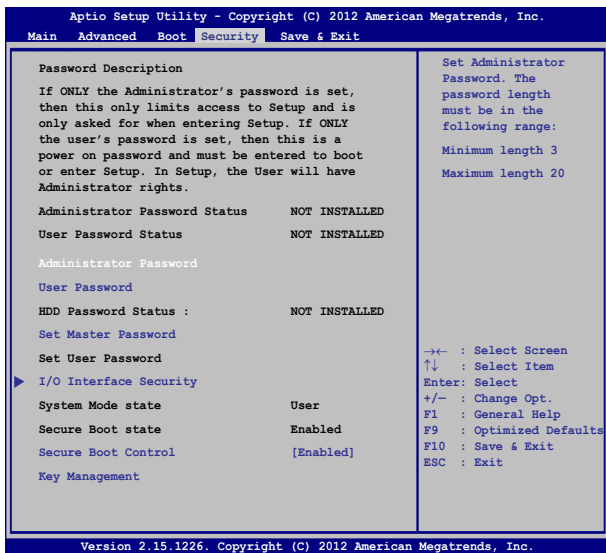 Aptio Setup Utility - Copyright (C) 2012 American Megatrends, Inc.
Main Advanced Boot Security Save & Exit
Password Description
If ONLY the Administrator's password is set,
then this only limits access to Setup and is
only asked for when entering Setup. If ONLY
the user's password is set, then this is a
power on password and must be entered to boot
or enter Setup. In Setup, the User will have
Administrator rights.
Administrator Password Status NOT INSTALLED
User Password Status NOT INSTALLED
Administrator Password
User Password
HDD Password Status : NOT INSTALLED
Set Master Password
Set User Password
I/O Interface Security
System Mode state User
Secure Boot state Enabled
Secure Boot Control [Enabled]
Key Management
Set Administrator
Password. The
password length
must be in the
following range:
Minimum length 3
Maximum length 20
→← : Select Screen
↑↓ : Select Item
Enter: Select
+/— : Change Opt.
F1 : General Help
F9 : Optimized Defaults
F10 : Save & Exit
ESC : Exit
Version 2.15.1226. Copyright (C) 2012 American Megatrends, Inc.